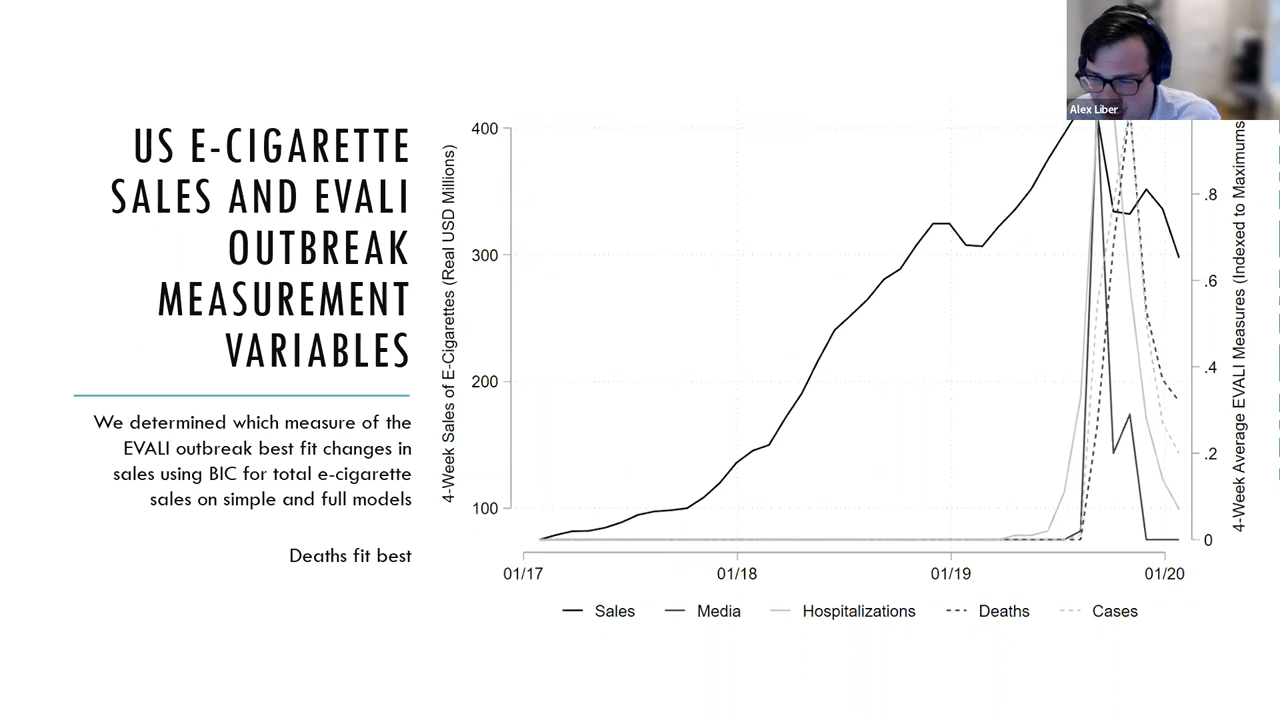 US E-CIGARETTE
SALES AND EVALI
OUTBREAK
MEASUREMENT
VARIABLES
We determined which measure of the
EVALI outbreak best fit changes in
sales using BIC for total e-cigarette
sales on simple and full models
Deaths fit best
4-Week Sales of E-Cigarettes (Real USD Millions)
400
300
200
100
01/17
01/18
01/19
01/20
.8
.6
.4
.2
0
4-Week Average EVALI Measures (Indexed to Maximums
Sales
Media
Hospitalizations
Deaths
Cases
Alex Liber